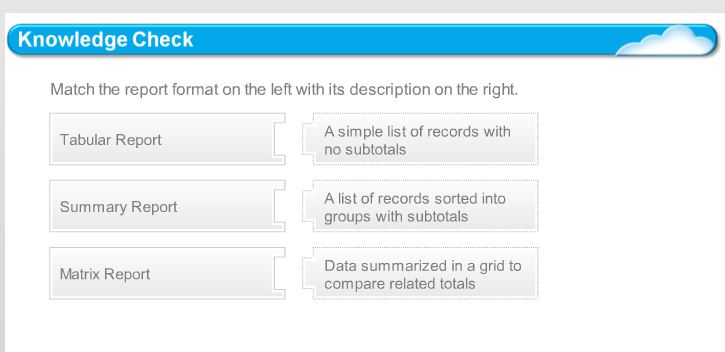 Knowledge Check
Match the report format on the left with its description on the right.
Tabular Report
A simple list of records with
no subtotals
Summary Report
A list of records sorted into
groups with subtotals
Matrix Report
Data summarized in a grid to
compare related totals